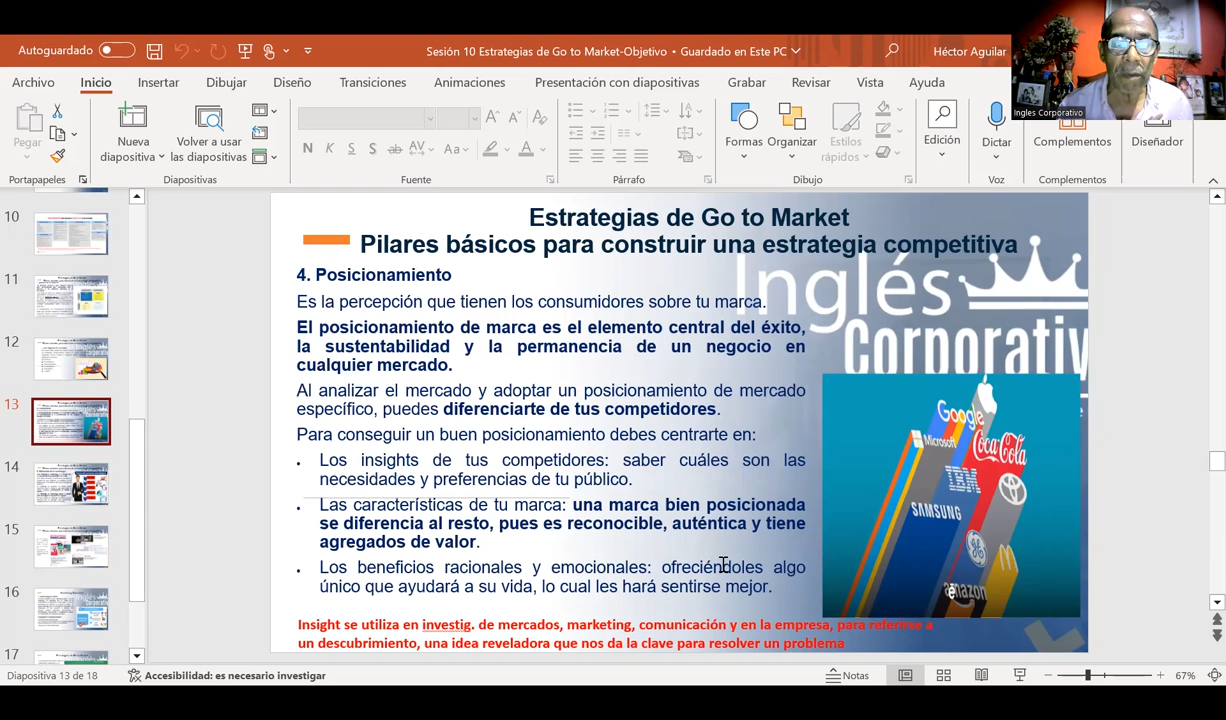 Autoguardado
Sesión 10 Estrategias de Go to Market-Objetivo • Guardado en Este PC
Héctor Aguilar
Ingles Corporativo
Archivo Inicio Insertar Dibujar Diseño Transiciones Animaciones Presentación con diapositivas Grabar Revisar Vista Ayuda
Pegar
Nueva diapositiva
Volver a usar las diapositivas
N K S S ab AV Aa A
Formas
Organizar
Estilos rápidos
Edición
Dictar
Complementos
Diseñador
Portapapeles
Diapositivas
Fuente
Párrafo
Dibujo
Voz
Complementos
10
11
12
13
14
15
16
17
Estrategias de Go to Market
Pilares básicos para construir una estrategia competitiva
4. Posicionamiento
Es la percepción que tienen los consumidores sobre tu marca.
El posicionamiento de marca es el elemento central del éxito,
la sustentabilidad y la permanencia de un negocio en
cualquier mercado.
Al analizar el mercado y adoptar un posicionamiento de mercado
específico, puedes diferenciarte de tus competidores.
Para conseguir un buen posicionamiento debes centrarte en:
• Los insights de tus competidores: saber cuáles son las
necesidades y preferencias de tu público.
• Las características de tu marca: una marca bien posicionada
se diferencia al resto, pues es reconocible, auténtica y tiene
agregados de valor.
• Los beneficios racionales y emocionales: ofreciéndoles algo
único que ayudará a su vida, lo cual les hará sentirse mejor.
Insight se utiliza en investig. de mercados, marketing, comunicación y en la empresa, para referirse a
un descubrimiento, una idea reveladora que nos da la clave para resolver un problema
Inglés
Corporativ
Google
Microsoft
Coca Cola
IBM
SAMSUNG
amazon
Diapositiva 13 de 18
Accesibilidad: es necesario investigar
Notas
67%